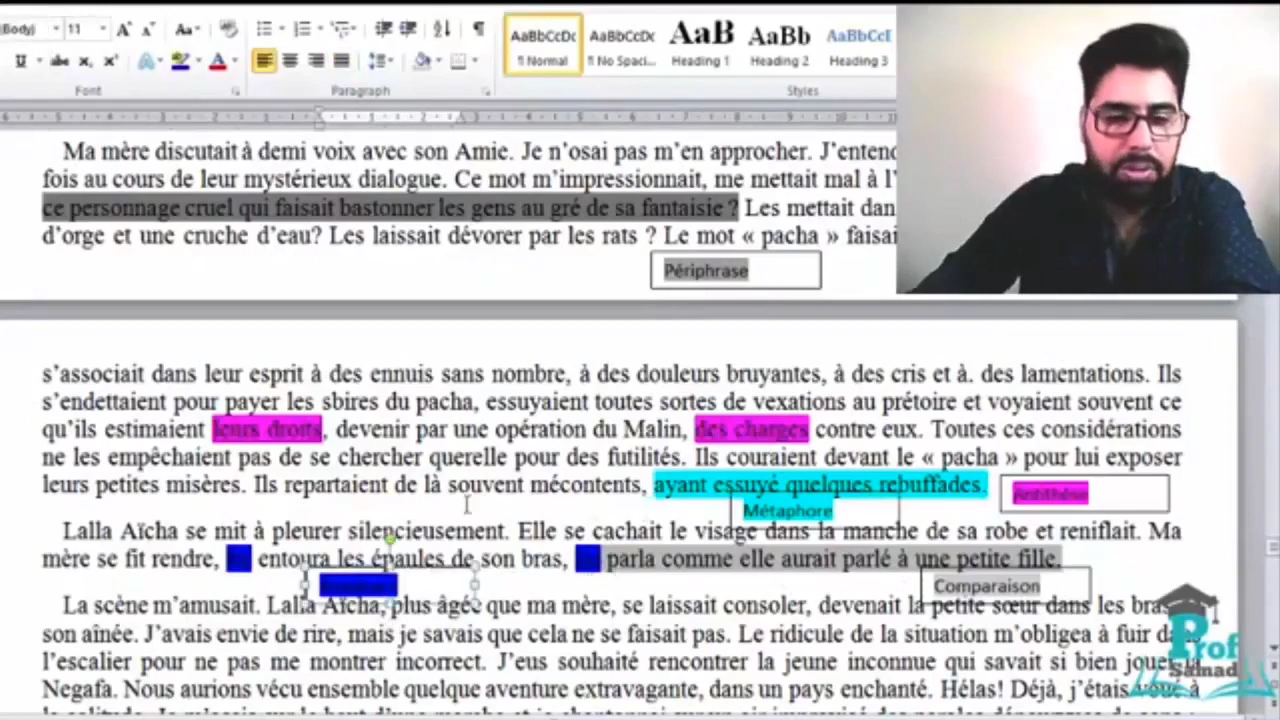 Body)
11
Aa
U
abc
x₂
x²
A
Font
Paragraph
AaBbCcDc
¶ Normal
AaBbCcDc
¶ No Spaci...
AaB
Heading 1
AaBb
Heading 2
AaBbCcI
Heading 3
Styles
Ma mère discutait à demi voix avec son Amie. Je n’osai pas m’en approcher. J’entend
fois au cours de leur mystérieux dialogue. Ce mot m’impressionnait, me mettait mal à l’
ce personnage cruel qui faisait bastonner les gens au gré de sa fantaisie ? Les mettait dan
d’orge et une cruche d’eau? Les laissait dévorer par les rats ? Le mot « pacha » faisai
Périphrase
s’associait dans leur esprit à des ennuis sans nombre, à des douleurs bruyantes, à des cris et à. des lamentations. Ils
s’endettaient pour payer les sbires du pacha, essuyaient toutes sortes de vexations au prétoire et voyaient souvent ce
qu’ils estimaient leurs droits, devenir par une opération du Malin, des charges contre eux. Toutes ces considérations
ne les empêchaient pas de se chercher querelle pour des futilités. Ils couraient devant le « pacha » pour lui exposer
leurs petites misères. Ils repartaient de là souvent mécontents, ayant essuyé quelques rebuffades.
Antithèse
Métaphore
Lalla Aïcha se mit à pleurer silencieusement. Elle se cachait le visage dans la manche de sa robe et reniflait. Ma
mère se fit rendre, entoura les épaules de son bras, parla comme elle aurait parlé à une petite fille.
Comparaison
La scène m’amusait. Lalla Aïcha, plus âgée que ma mère, se laissait consoler, devenait la petite sœur dans les bras
son aînée. J’avais envie de rire, mais je savais que cela ne se faisait pas. Le ridicule de la situation m’obligea à fuir dans
l’escalier pour ne pas me montrer incorrect. J’eus souhaité rencontrer la jeune inconnue qui savait si bien jouer la
Negafa. Nous aurions vécu ensemble quelque aventure extravagante, dans un pays enchanté. Hélas! Déjà, j’étais voué à
Prof
Samad